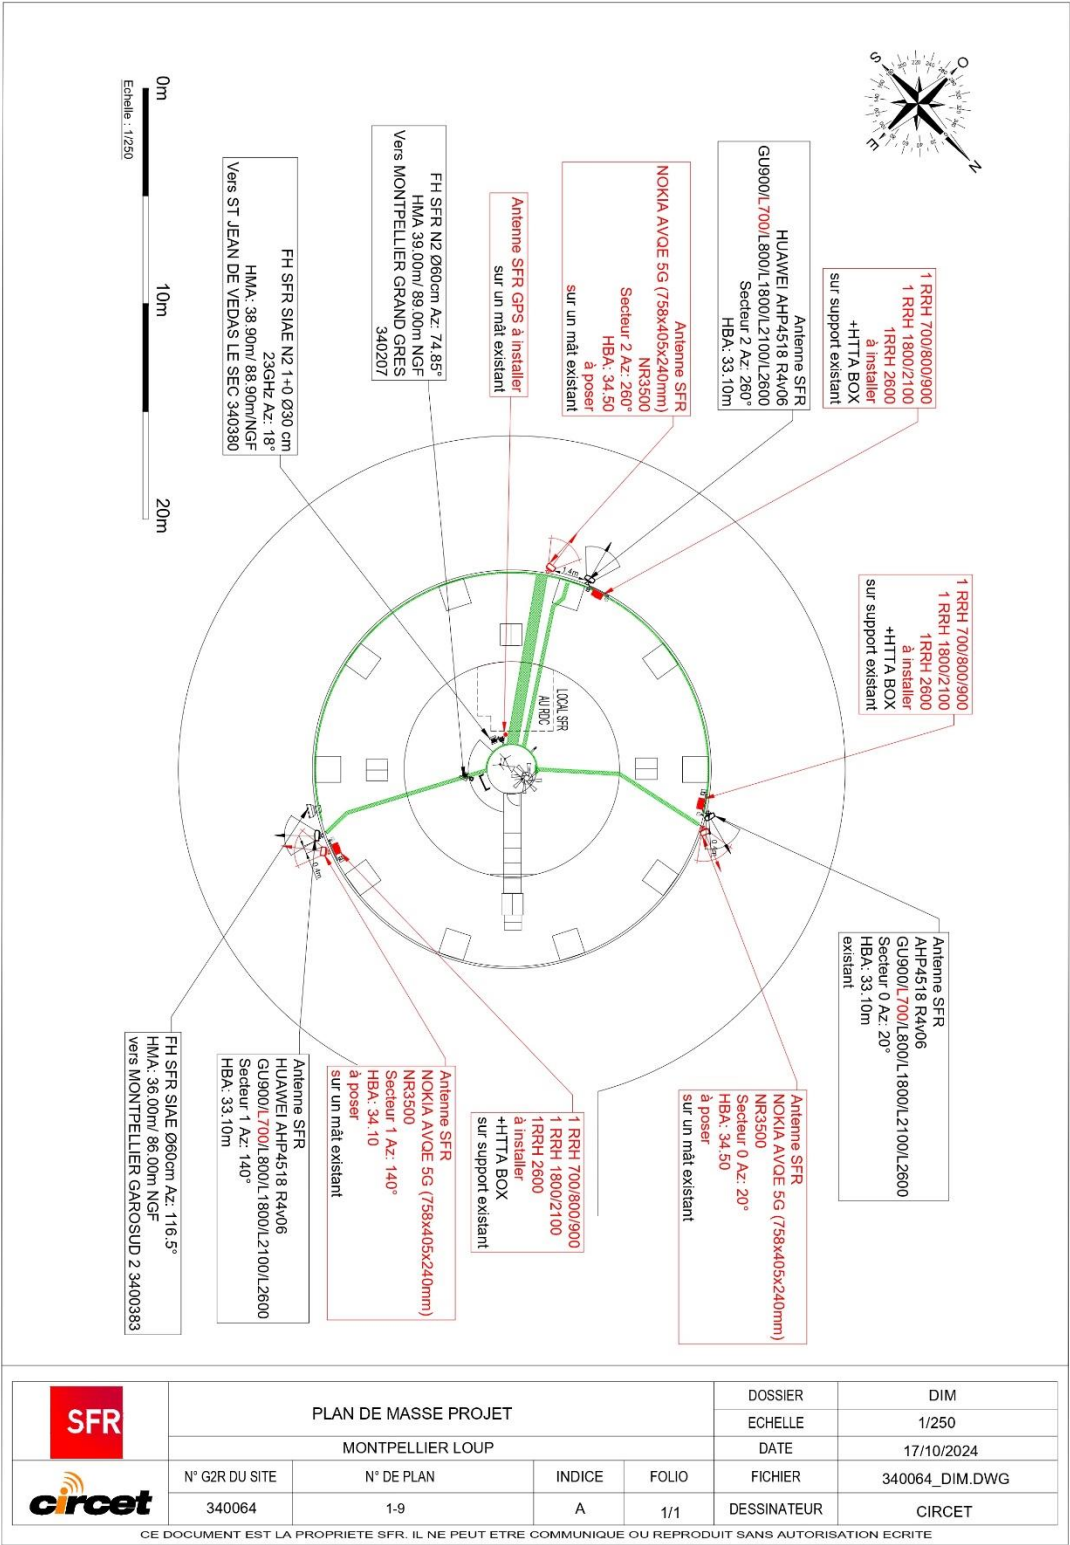 0m
10m
20m
Echelle : 1/250
S
O
E
N
1 RRH 700/800/900
1 RRH 1800/2100
1RRH 2600
à installer
+HTTA BOX
sur support existant
Antenne SFR
HUAWEI AHP4518 R4v06
GU900/L700/L800/L1800/L2100/L2600
Secteur 2 Az: 260°
HBA: 33.10m
Antenne SFR
NOKIA AVQE 5G (758x405x240mm)
NR3500
Secteur 2 Az: 260°
HBA: 34.50
à poser
sur un mât existant
Antenne SFR GPS à installer
sur un mât existant
FH SFR N2 Ø60cm Az: 74.85°
HMA 39.00m/ 89.00m NGF
Vers MONTPELLIER GRAND GRES
340207
FH SFR SIAE N2 1+0 Ø30 cm
23GHz Az: 18°
HMA: 38.90m/ 88.90m/NGF
Vers ST JEAN DE VEDAS LE SEC 340380
1 RRH 700/800/900
1 RRH 1800/2100
1RRH 2600
à installer
+HTTA BOX
sur support existant
1.4m
LOCAL SFR
AU RDC
0.4m
Antenne SFR
AHP4518 R4v06
GU900/L700/L800/L1800/L2100/L2600
Secteur 0 Az: 20°
HBA: 33.10m
existant
Antenne SFR
NOKIA AVQE 5G (758x405x240mm)
NR3500
Secteur 0 Az: 20°
HBA: 34.50
à poser
sur un mât existant
1 RRH 700/800/900
1 RRH 1800/2100
1RRH 2600
à installer
+HTTA BOX
sur support existant
Antenne SFR
NOKIA AVQE 5G (758x405x240mm)
NR3500
Secteur 1 Az: 140°
HBA: 34.10
à poser
sur un mât existant
Antenne SFR
HUAWEI AHP4518 R4v06
GU900/L700/L800/L1800/L2100/L2600
Secteur 1 Az: 140°
HBA: 33.10m
FH SFR SIAE Ø60cm Az: 116.5°
HMA: 36.00m/ 86.00m NGF
vers MONTPELLIER GAROSUD 2 3400383
SFR
circet
PLAN DE MASSE PROJET
MONTPELLIER LOUP
N° G2R DU SITE
N° DE PLAN
INDICE
FOLIO
340064
1-9
A
1/1
DOSSIER
DIM
ECHELLE
1/250
DATE
17/10/2024
FICHIER
340064_DIM.DWG
DESSINATEUR
CIRCET
CE DOCUMENT EST LA PROPRIETE SFR. IL NE PEUT ETRE COMMUNIQUE OU REPRODUIT SANS AUTORISATION ECRITE